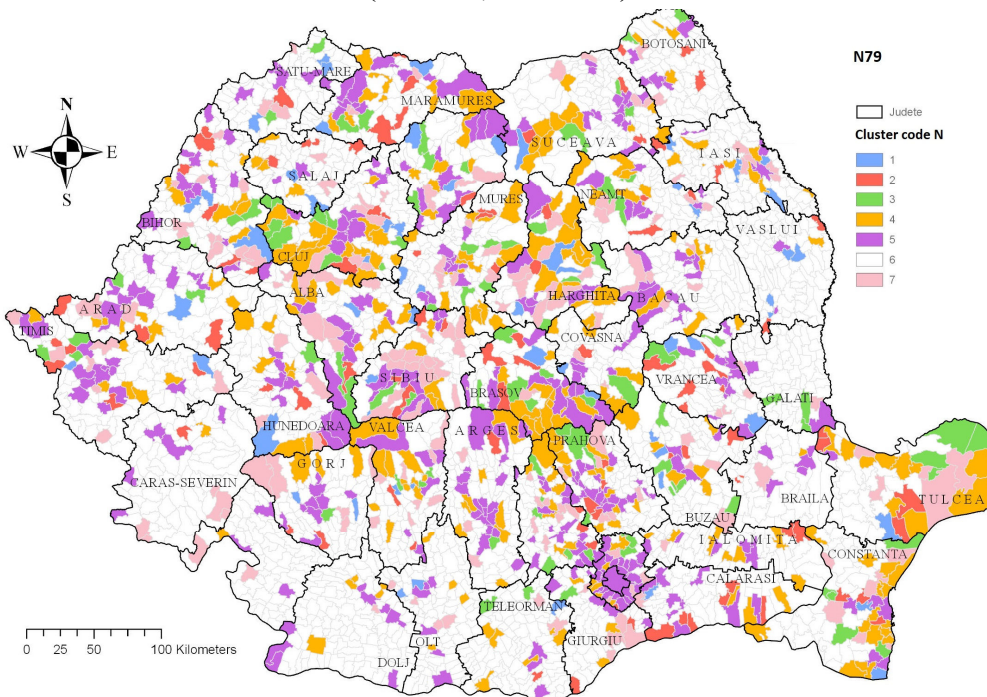 N79
Judete
Cluster code N
1
2
3
4
5
6
7
N
W E
S
BOTOSANI
SATU-MARE
MARAMURES
SUCEAVA
IASI
SALAJ
MURES
NEAMT
BIHOR
VASLUI
CLUJ
ALBA
HARGHITA
BACAU
ARAD
TIMIS
COVASNA
SIBIU
VRANCEA
BRASOV
GALATI
HUNEDOARA
VALCEA
ARGES
PRAHOVA
GORJ
CARAS-SEVERIN
BRAILA
TULCEA
BUZAU
IALOMITA
CONSTANTA
CALARASI
TELEORMAN
OLT
GIURGIU
DOLJ
0 25 50 100 Kilometers